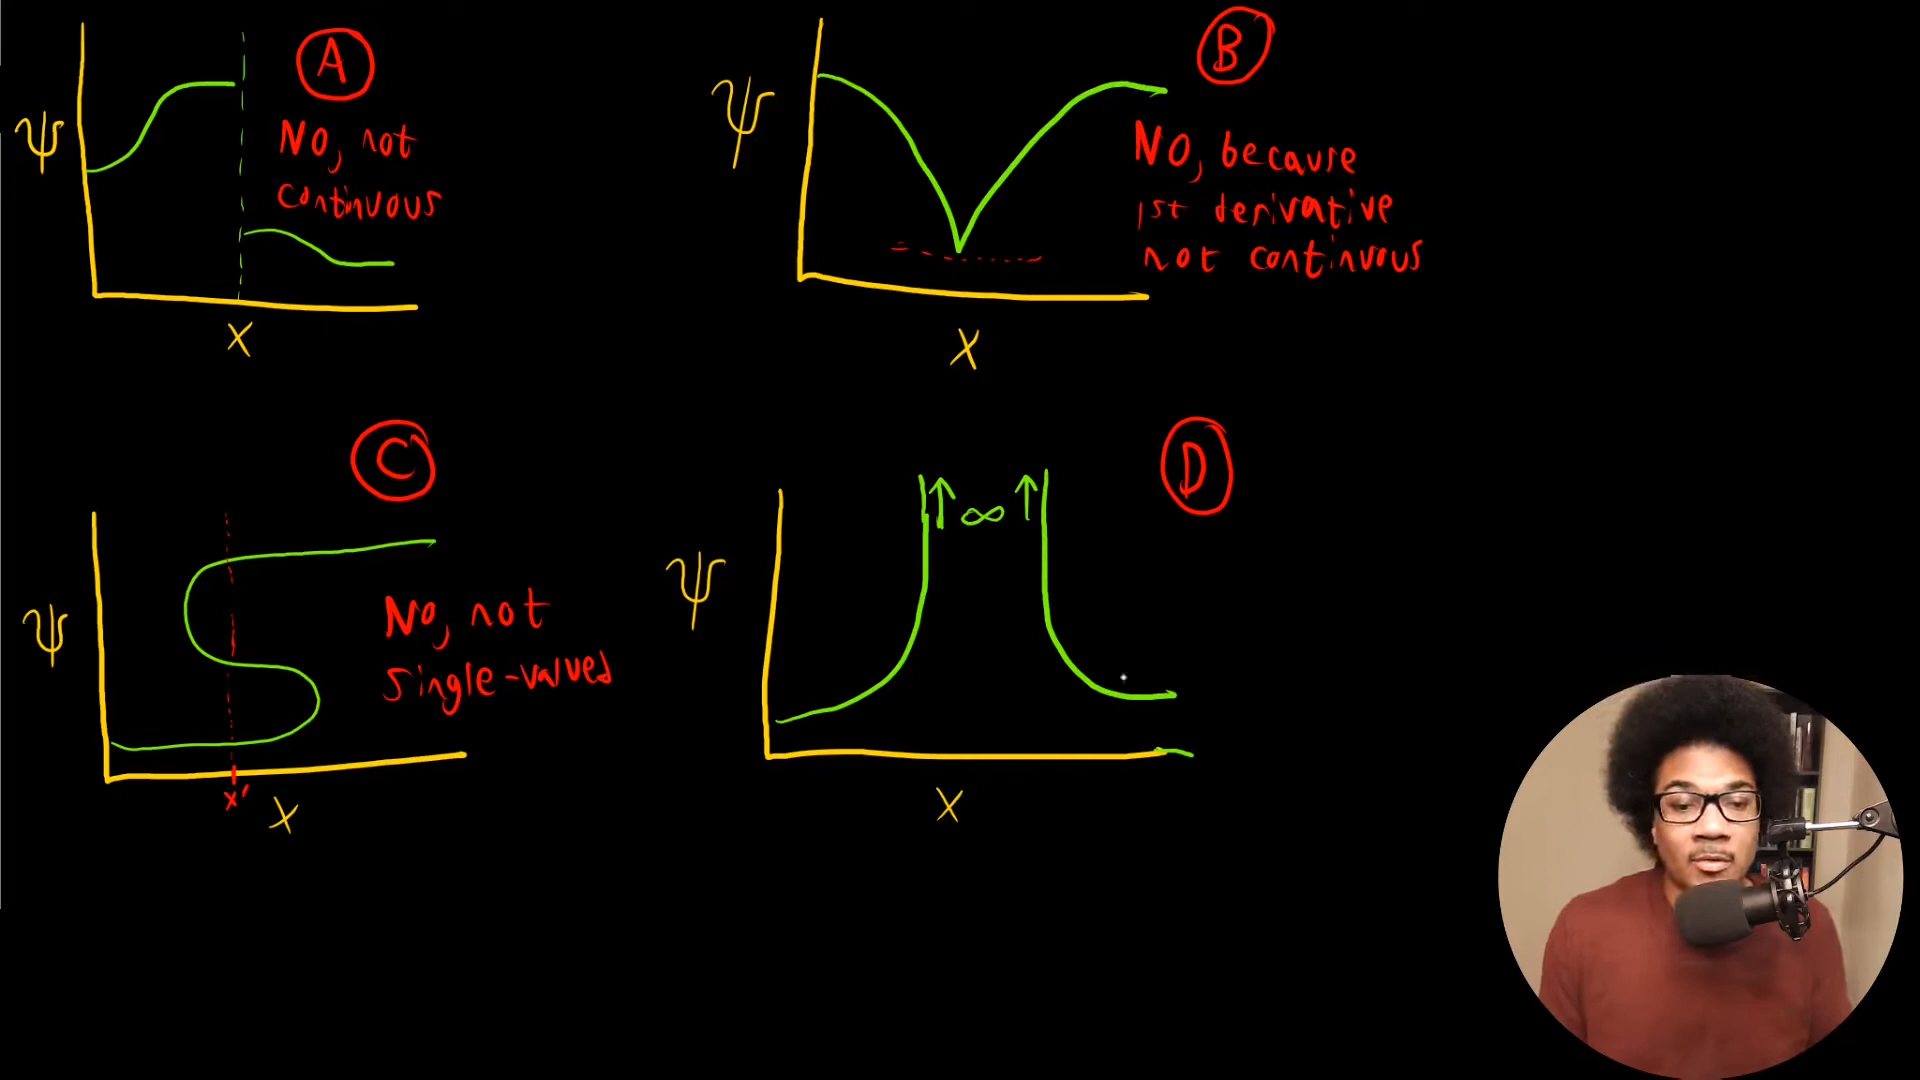 A
NO, not
continuous
ψ
x
B
NO, because
1st derivative
not continuous
ψ
x
C
No, not
single-valued
ψ
x'
x
D
↑ ∞ ↑
ψ
x